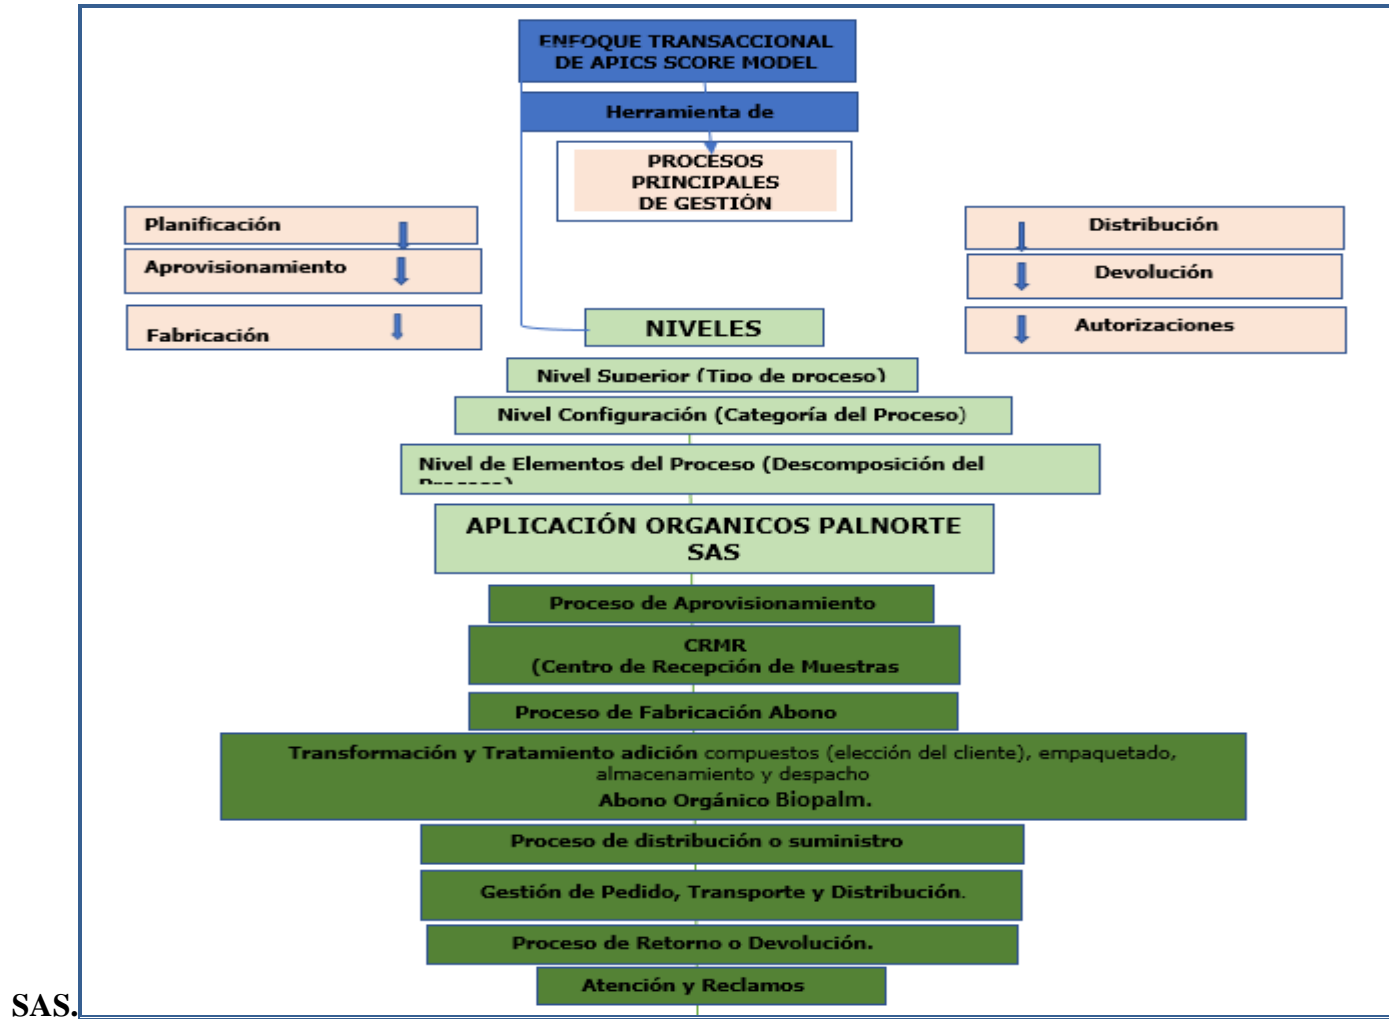 ENFOQUE TRANSACCIONAL
DE APICS SCORE MODEL
Herramienta de
PROCESOS
PRINCIPALES
DE GESTIÓN
Planificación
Aprovisionamiento
Fabricación
Distribución
Devolución
Autorizaciones
NIVELES
Nivel Superior (Tipo de proceso)
Nivel Configuración (Categoría del Proceso)
Nivel de Elementos del Proceso (Descomposición del
APLICACIÓN ORGANICOS PALNORTE
SAS
Proceso de Aprovisionamiento
CRMR
(Centro de Recepción de Muestras
Proceso de Fabricación Abono
Transformación y Tratamiento adición compuestos (elección del cliente), empaquetado,
almacenamiento y despacho
Abono Orgánico Biopalm.
Proceso de distribución o suministro
Gestión de Pedido, Transporte y Distribución.
Proceso de Retorno o Devolución.
Atención y Reclamos
SAS.